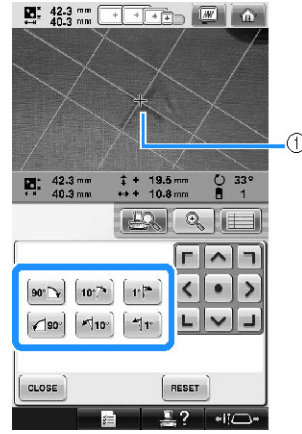 42.3 mm
40.3 mm
①
42.3 mm + 19.5 mm 33°
40.3 mm + 10.8 mm 1
90° 10° 1°
90° 10° 1°
CLOSE RESET
?